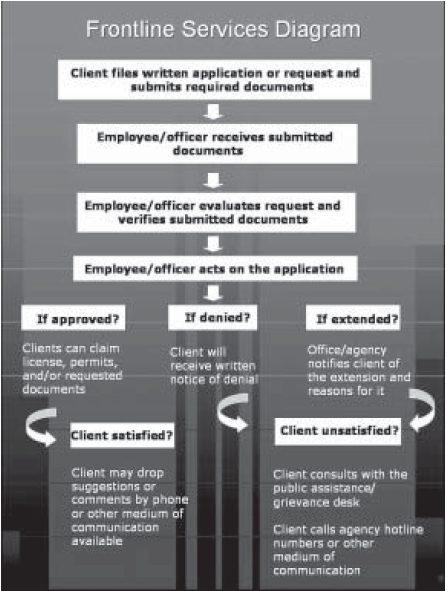 Frontline Services Diagram
Client files written application or request and
submits required documents
Employee/officer receives submitted
documents
Employee/officer evaluates request and
verifies submitted documents
Employee/officer acts on the application
If approved?
Clients can claim
license, permits,
and/or requested
documents
If denied?
Client will
receive written
notice of denial
If extended?
Office/agency
notifies client of
the extension and
reasons for it
Client satisfied?
Client may drop
suggestions or
comments by phone
or other medium of
communication
available
Client unsatisfied?
Client consults with the
public assistance/
grievance desk
Client calls agency hotline
numbers or other
medium of
communication